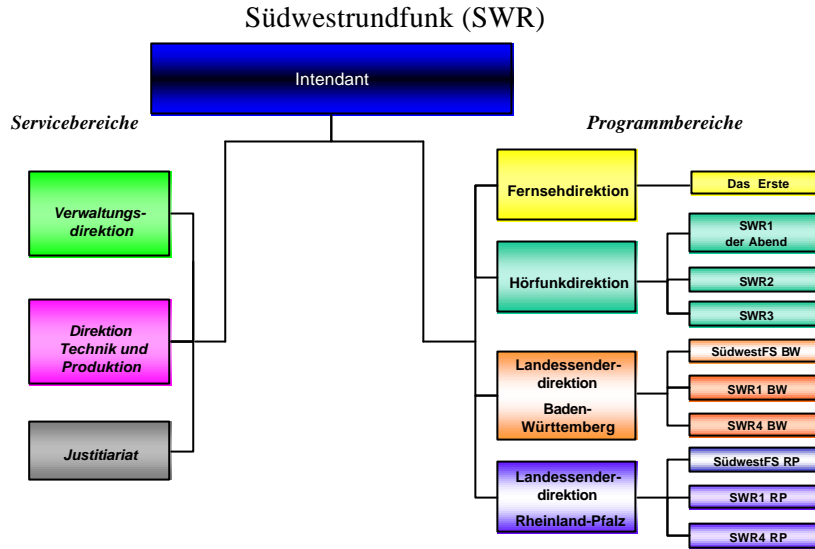 Südwestrundfunk (SWR)
Intendant
Servicebereiche
Programmbereiche
Verwaltungs-
direktion
Direktion
Technik und
Produktion
Justitiariat
Fernsehdirektion
Das Erste
Hörfunkdirektion
SWR1
der Abend
SWR2
SWR3
Landessender-
direktion
Baden-
Württemberg
SüdwestFS BW
SWR1 BW
SWR4 BW
Landessender-
direktion
Rheinland-Pfalz
SüdwestFS RP
SWR1 RP
SWR4 RP